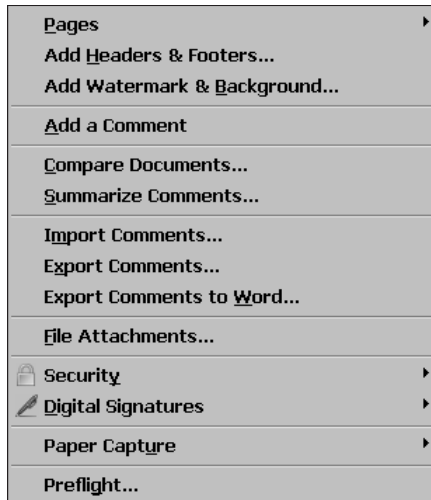 Pages
Add Headers & Footers...
Add Watermark & Background...
Add a Comment
Compare Documents...
Summarize Comments...
Import Comments...
Export Comments...
Export Comments to Word...
File Attachments...
Security
Digital Signatures
Paper Capture
Preflight...